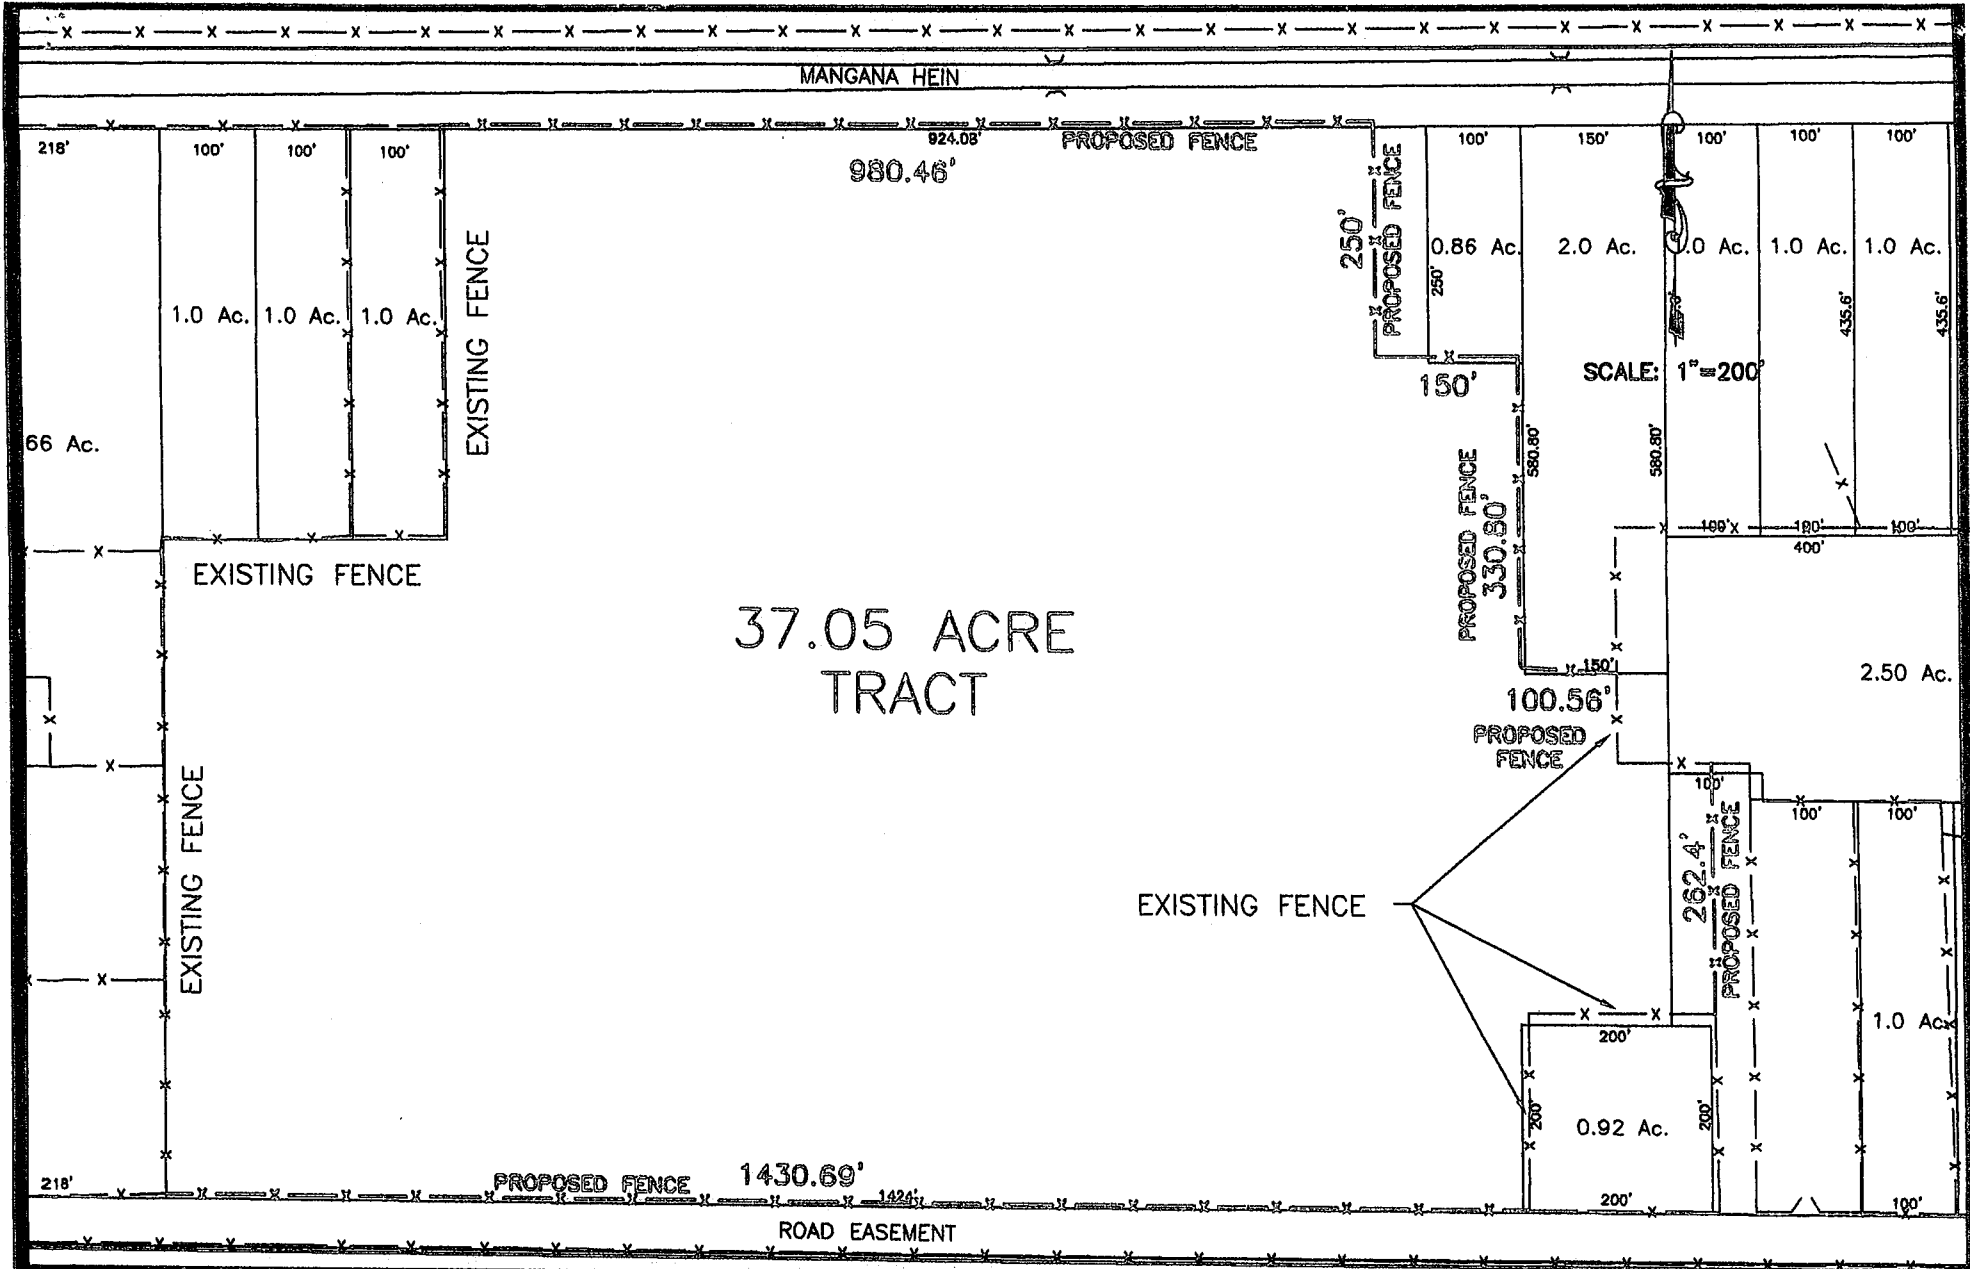 MANGANA HEIN
218'
100'
100'
100'
924.08'
PROPOSED FENCE
980.46'
100'
150'
100'
100'
100'
250'
PROPOSED FENCE
250'
0.86 Ac.
2.0 Ac.
.0 Ac.
1.0 Ac.
1.0 Ac.
435.6'
435.6'
EXISTING FENCE
1.0 Ac.
1.0 Ac.
1.0 Ac.
SCALE: 1"=200'
150'
66 Ac.
580.80'
580.80'
PROPOSED FENCE
330.80'
100'
100'
100'
400'
EXISTING FENCE
37.05 ACRE
TRACT
150'
100.56'
PROPOSED
FENCE
2.50 Ac.
100'
100'
100'
EXISTING FENCE
262.4'
PROPOSED FENCE
EXISTING FENCE
1.0 Ac.
200'
200'
0.92 Ac.
200'
218'
PROPOSED FENCE
1430.69'
1424'
200'
100'
ROAD EASEMENT